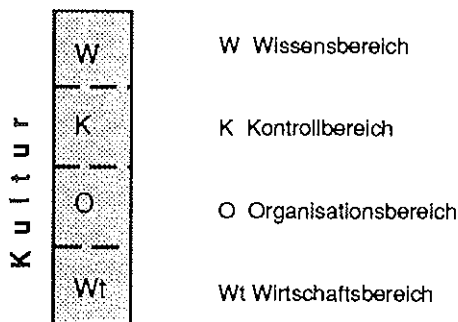 Kultur
W W Wissensbereich
K K Kontrollbereich
O O Organisationsbereich
Wt Wt Wirtschaftsbereich